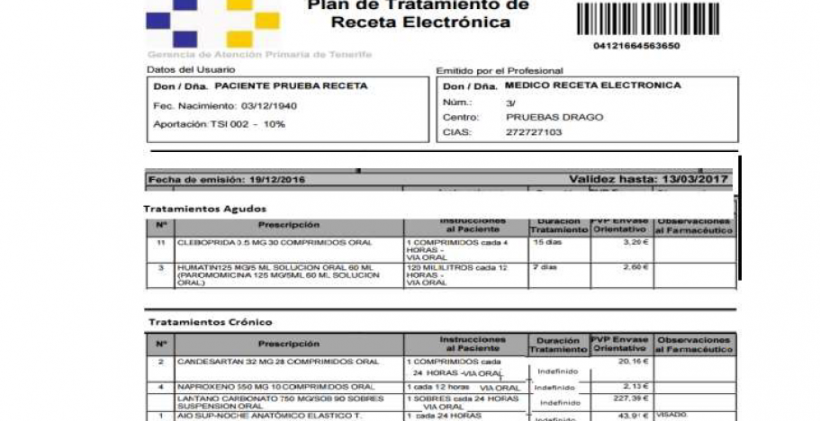 Plan de Tratamiento de
Receta Electrónica
04121664563650
Gerencia de Atención Primaria de Tenerife
Datos del Usuario
Emitido por el Profesional
Don / Dña. PACIENTE PRUEBA RECETA
Fec. Nacimiento: 03/12/1940
Aportación: TSI 002 - 10%
Don / Dña. MEDICO RECETA ELECTRONICA
Núm.: 3/
Centro: PRUEBAS DRAGO
CIAS: 272727103
Fecha de emisión: 19/12/2016 Validez hasta: 13/03/2017
Tratamientos Agudos
Nº Prescripción Instrucciones al Paciente Duración Tratamiento PVP Envase Orientativo Observaciones al Farmacéutico
11 CLEBOPRIDA 0.5 MG 30 COMPRIMIDOS ORAL 1 COMPRIMIDOS cada 4 15 dias 3,20 €
HORAS -
VIA ORAL
3 HUMATIN125 MG/5 ML SOLUCION ORAL 60 ML 120 MILILITROS cada 12 7 dias 2,60 €
(PAROMOMICINA 125 MG/5ML 60 ML SOLUCION HORAS -
ORAL) VIA ORAL
Tratamientos Crónico
Nº Prescripción Instrucciones al Paciente Duración Tratamiento PVP Envase Orientativo Observaciones al Farmacéutico
2 CANDESARTAN 32 MG 28 COMPRIMIDOS ORAL 1 COMPRIMIDOS cada 20,16 €
24 HORAS -VIA ORAL Indefinido
4 NAPROXENO 550 MG 10 COMPRIMIDOS ORAL 1 cada 12 horas VIA ORAL Indefinido 2,13 €
LANTANO CARBONATO 750 MG/SOB 90 SOBRES 1 SOBRES cada 24 HORAS 227,39 €
SUSPENSION ORAL VIA ORAL Indefinido
1 AIO SUP-NOCHE ANATÓMICO ELASTICO T. 1 cada 24 HORAS Indefinido 43,91 € VISADO